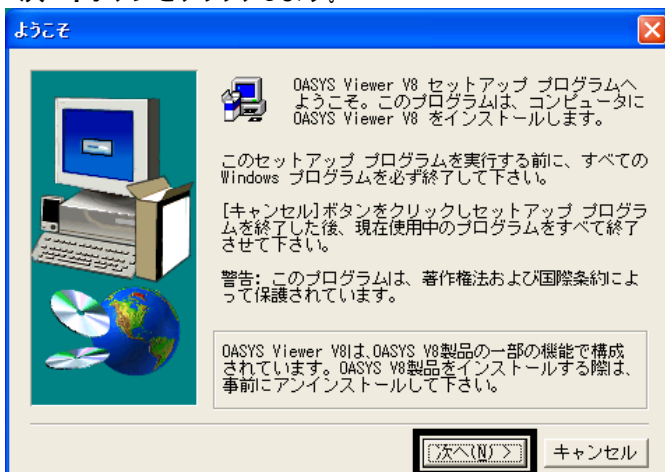 ようこそ
OASYS Viewer V8 セットアップ プログラムへ
ようこそ。このプログラムは、コンピュータに
OASYS Viewer V8 をインストールします。
このセットアップ プログラムを実行する前に、すべての
Windows プログラムを必ず終了して下さい。
[キャンセル]ボタンをクリックしセットアップ プログラ
ムを終了した後、現在使用中のプログラムをすべて終了
させて下さい。
警告: このプログラムは、著作権法および国際条約によ
って保護されています。
OASYS Viewer V8は、OASYS V8製品の一部の機能で構成
されています。OASYS V8製品をインストールする際は、
事前にアンインストールして下さい。
次へ(N) >
キャンセル